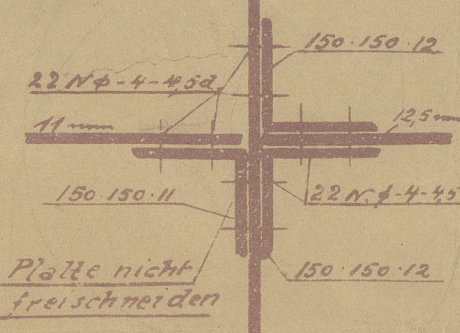 150·150·12
22 N ϕ-4-4,5d
12,5 mm
11 mm
150·150·11
22 N. ϕ-4-4,5
150·150·12
Platte nicht
freischneiden